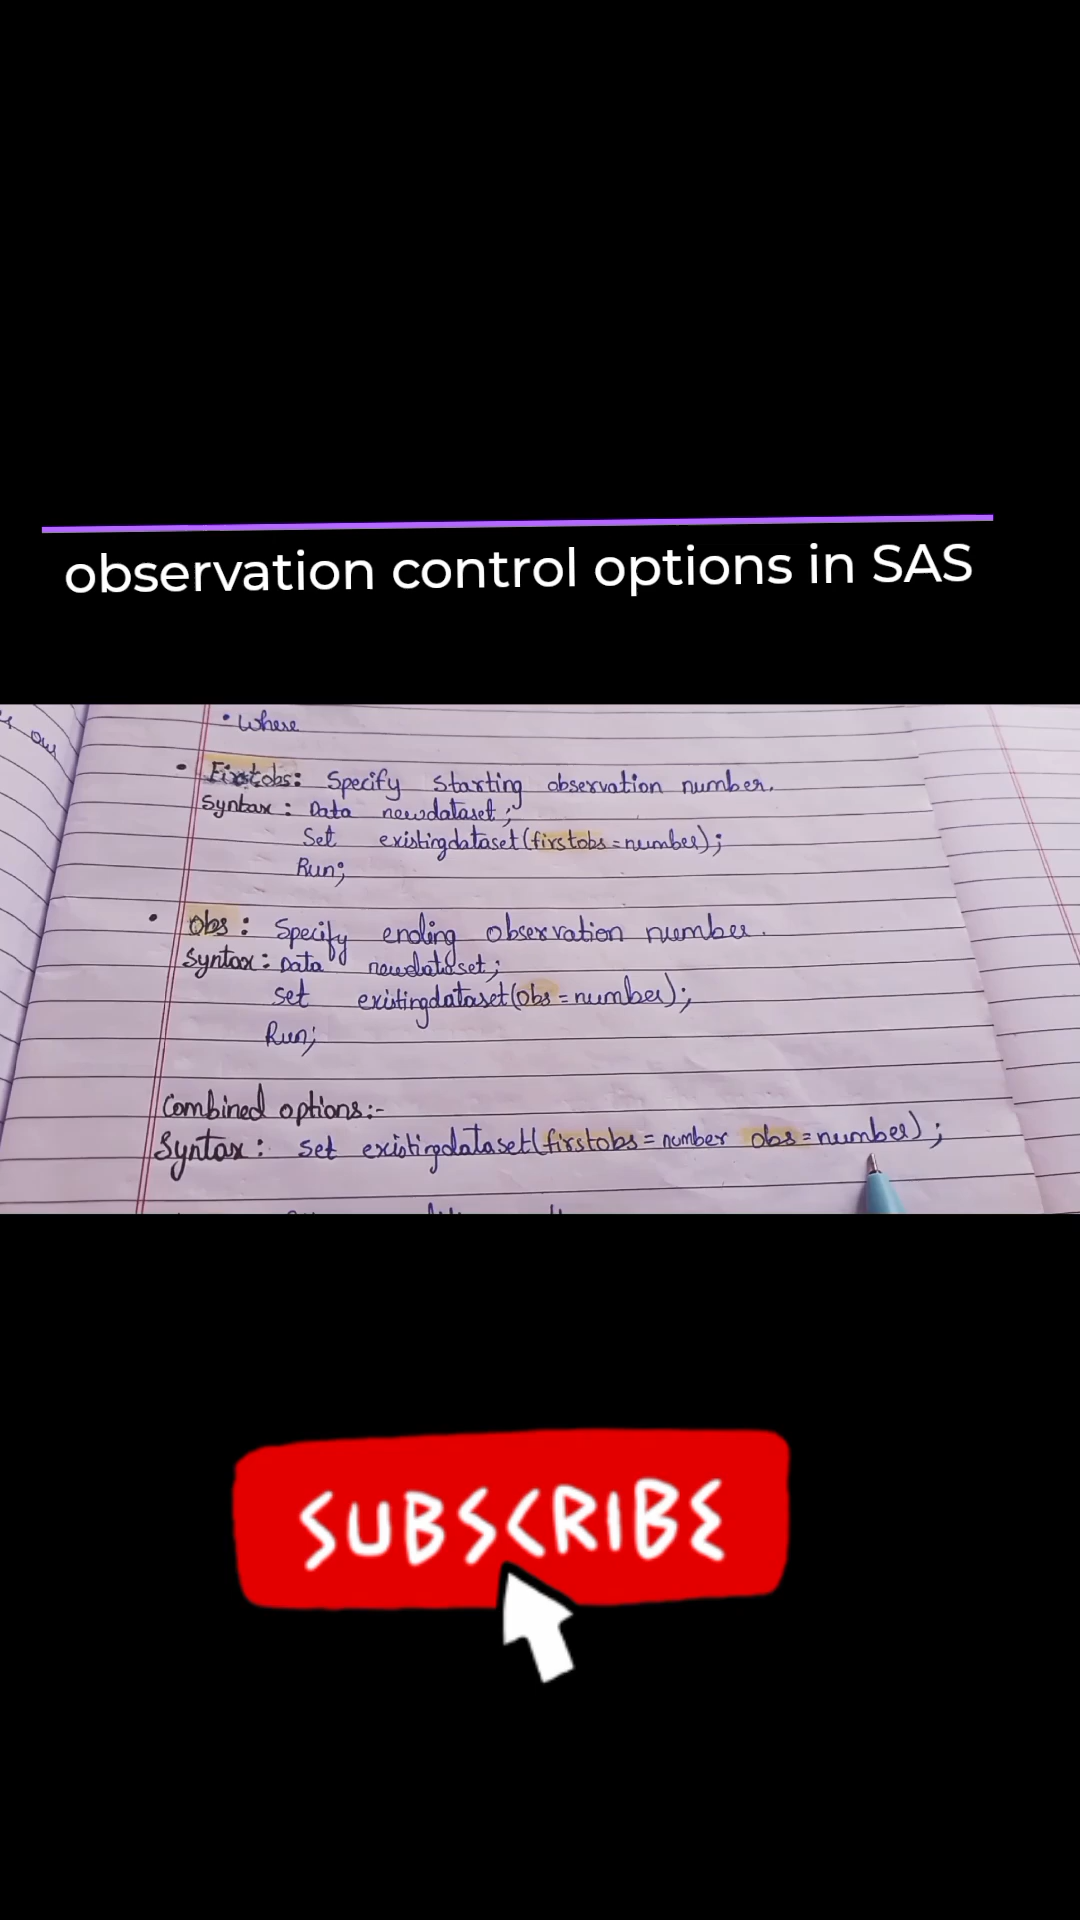 observation control options in SAS
• Where
• Firstobs: Specify starting observation number.
Syntax: Data newdataset;
Set existingdataset(firstobs=number);
Run;
• Obs: Specify ending observation number.
Syntax: Data newdataset;
set existingdataset(obs=number);
Run;
Combined options:-
Syntax: set existingdataset(firstobs=number obs=number);
SUBSCRIBE